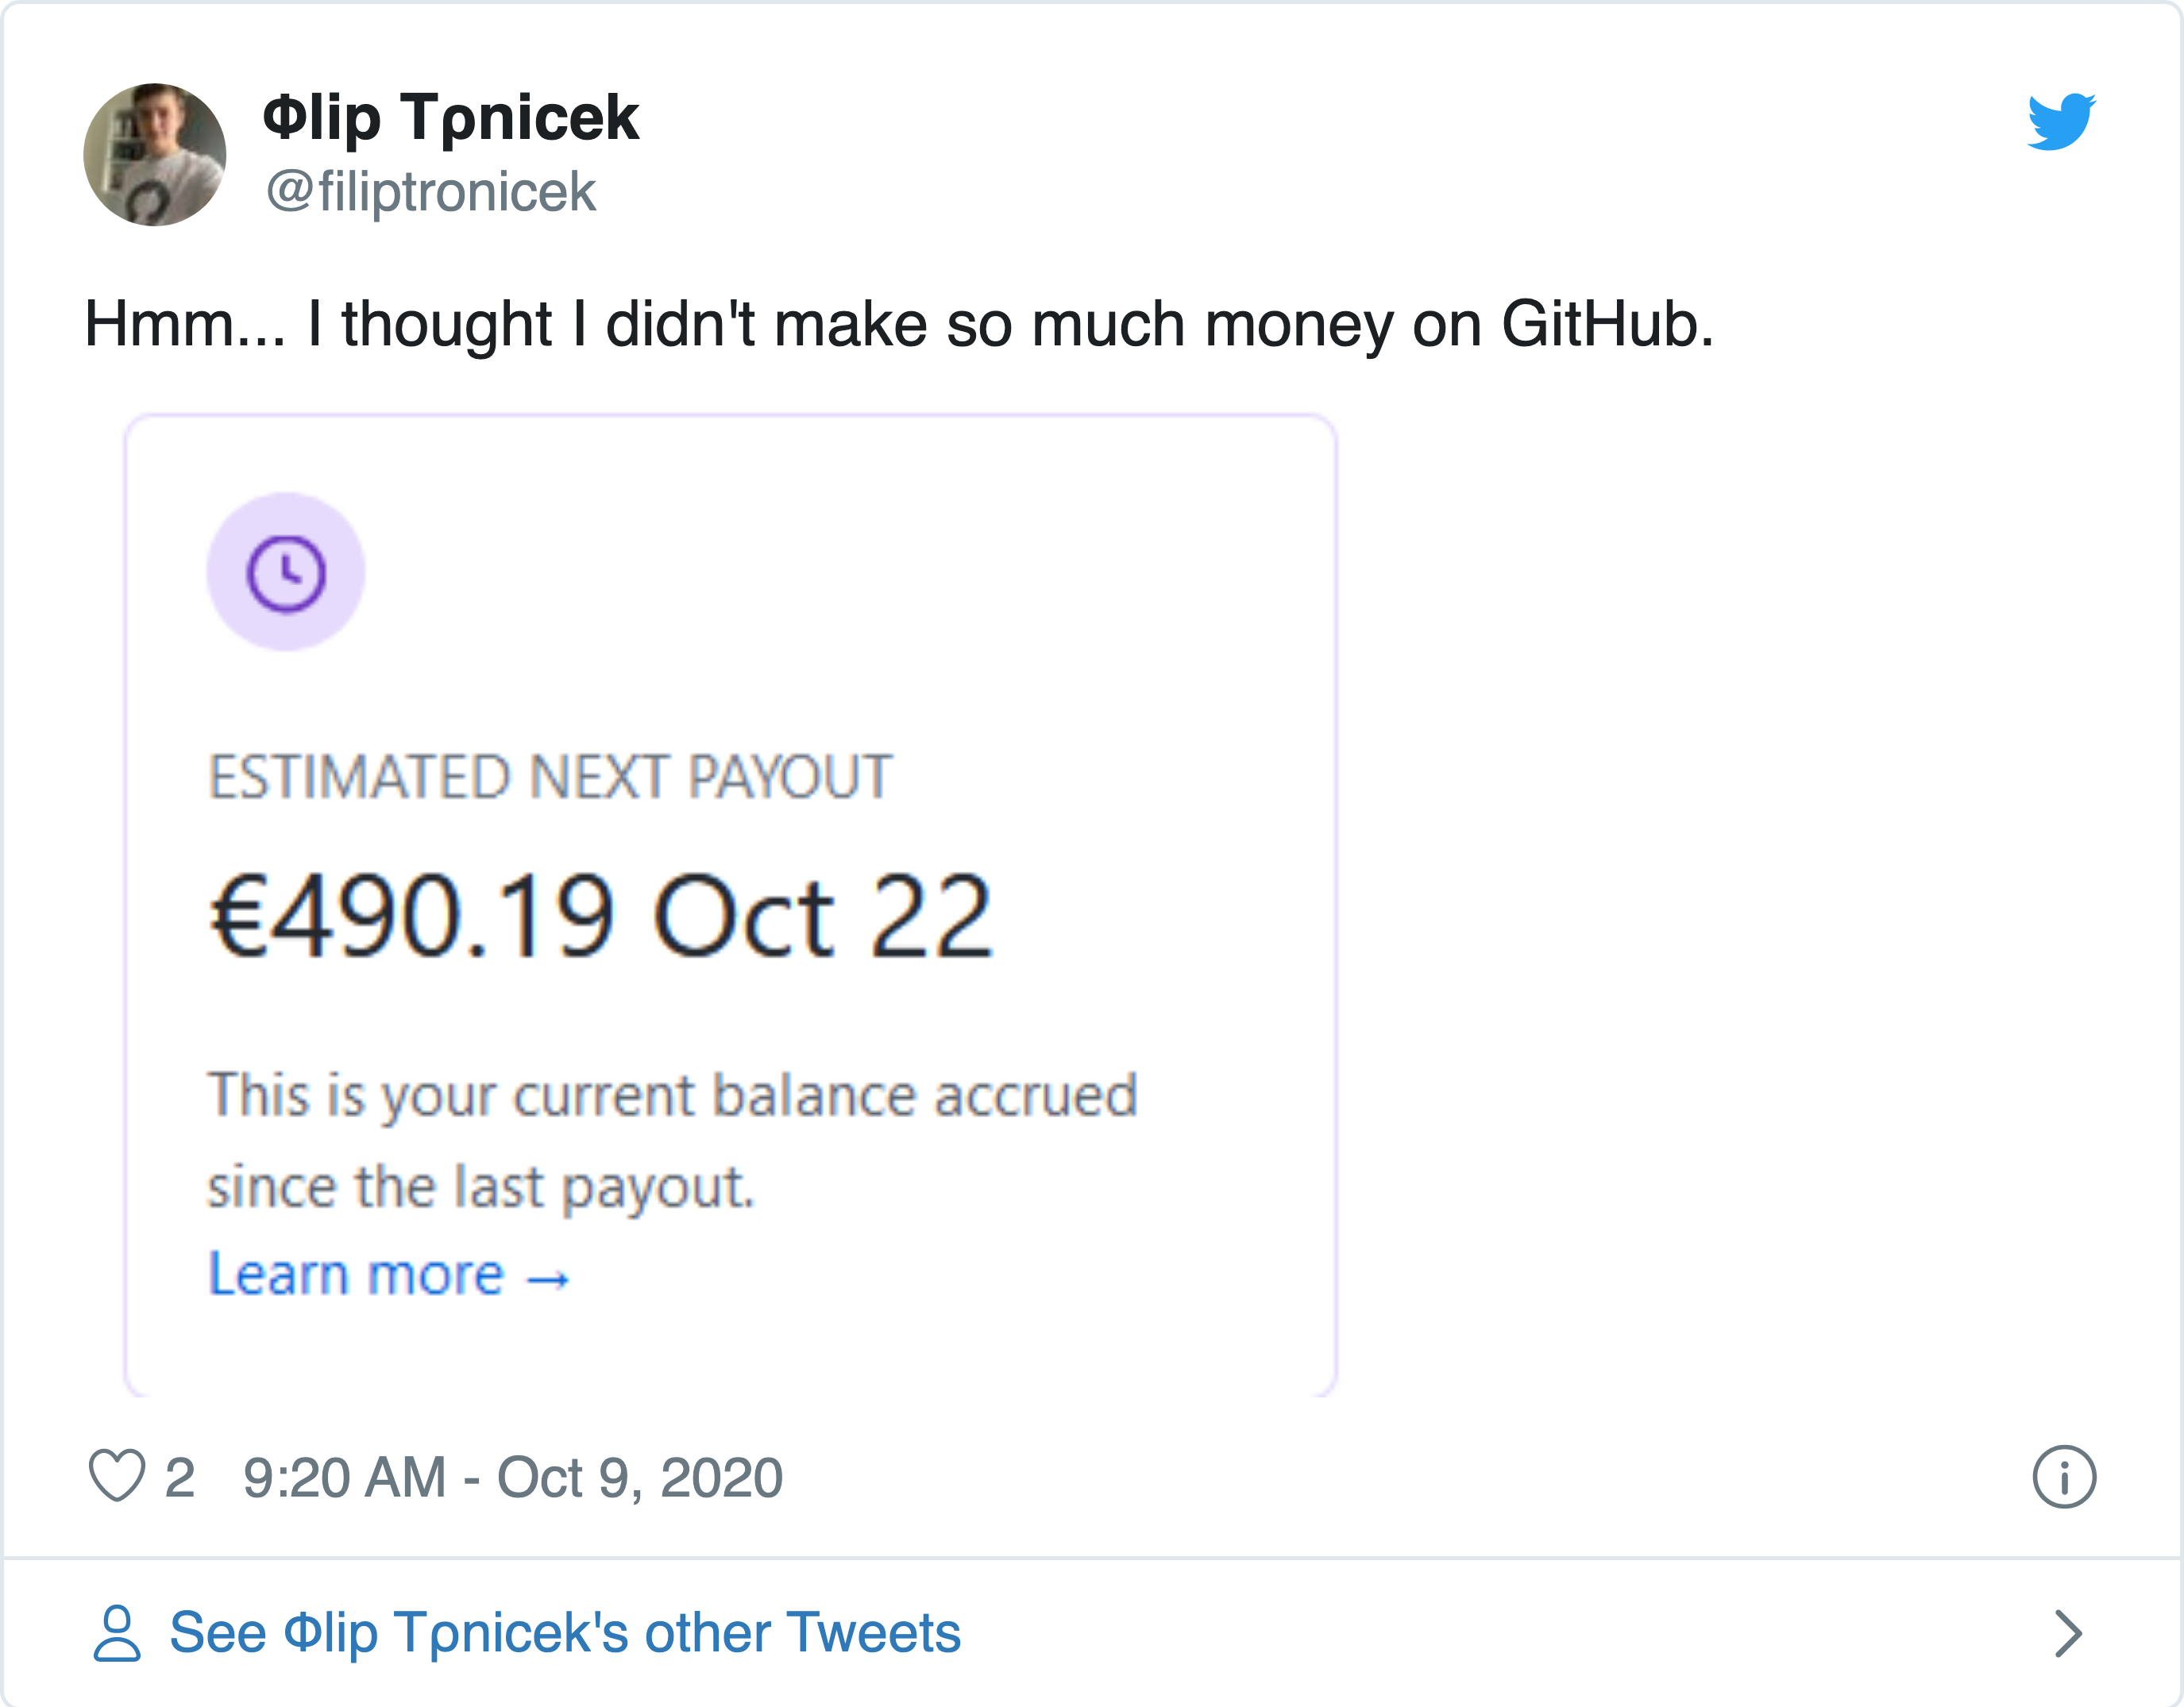 Φlip Tρnicek
@filiptronicek
Hmm... I thought I didn't make so much money on GitHub.
ESTIMATED NEXT PAYOUT
€490.19 Oct 22
This is your current balance accrued
since the last payout.
Learn more →
2 9:20 AM - Oct 9, 2020
See Φlip Tρnicek's other Tweets